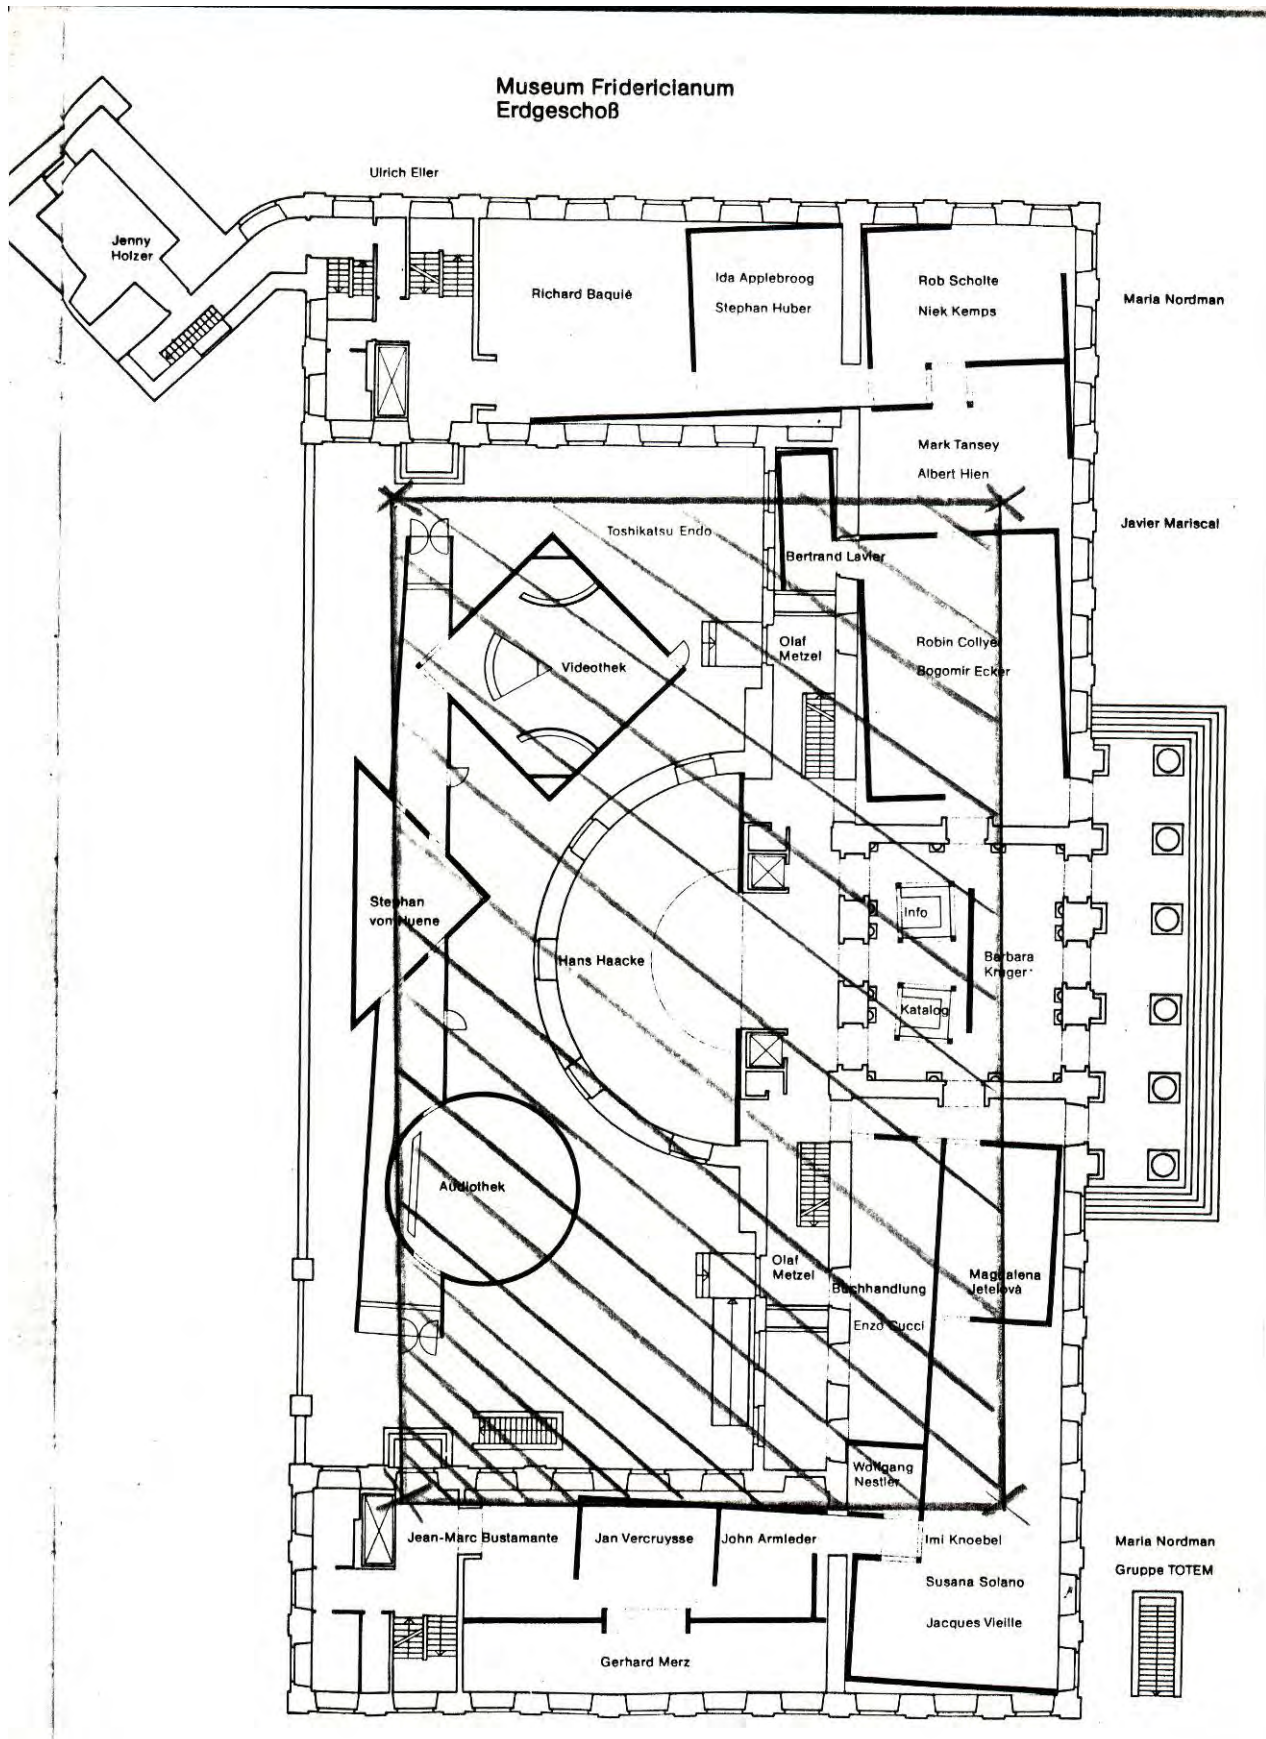 Museum Fridericianum
Erdgeschoß
Ulrich Eller
Jenny
Holzer
Richard Baquié
Ida Applebroog
Stephan Huber
Rob Scholte
Niek Kemps
Maria Nordman
Mark Tansey
Albert Hien
Toshikatsu Endo
Javier Mariscal
Bertrand Lavier
Olaf
Metzel
Robin Collyer
Bogomir Ecker
Videothek
Stephan
von Huene
Hans Haacke
Info
Barbara
Kruger
Katalog
Audiothek
Olaf
Metzel
Buchhandlung
Magdalena
Jetelová
Enzo Cucci
Wolfgang
Nestler
Jean-Marc Bustamante
Jan Vercruysse
John Armleder
Imi Knoebel
Maria Nordman
Gruppe TOTEM
Susana Solano
Jacques Vieille
Gerhard Merz